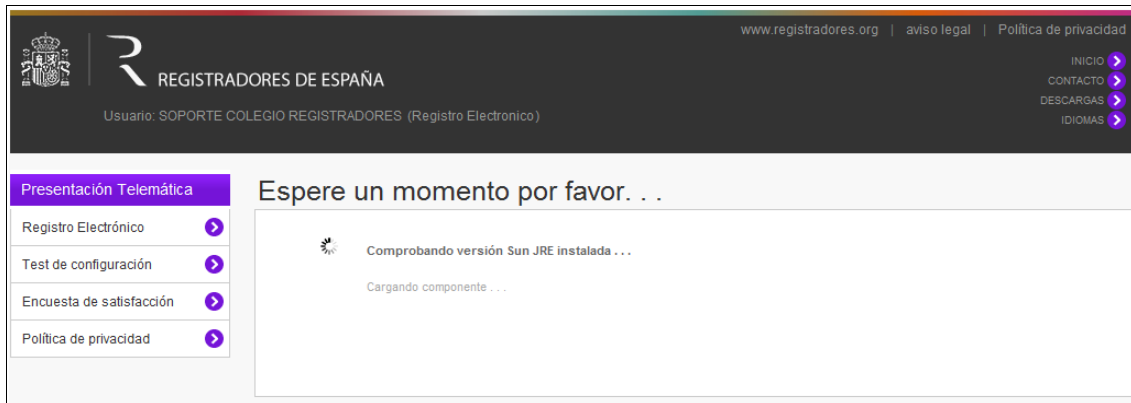 www.registradores.org | aviso legal | Política de privacidad
INICIO
CONTACTO
DESCARGAS
IDIOMAS
REGISTRADORES DE ESPAÑA
Usuario: SOPORTE COLEGIO REGISTRADORES (Registro Electronico)
Presentación Telemática
Registro Electrónico
Test de configuración
Encuesta de satisfacción
Política de privacidad
Espere un momento por favor. . .
Comprobando versión Sun JRE instalada . . .
Cargando componente . . .